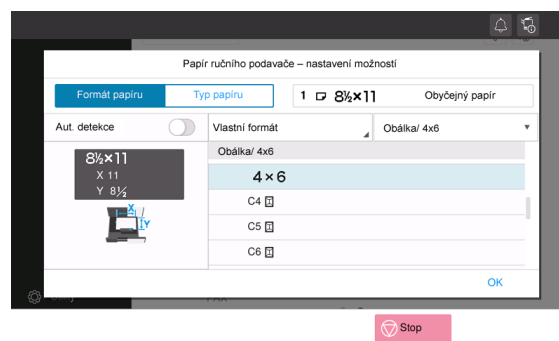 Papír ručního podavače – nastavení možností
Formát papíru
Typ papíru
1 8½×11 Obyčejný papír
Aut. detekce
Vlastní formát
Obálka/ 4x6
8½×11
X 11
Y 8½
X
Y
Obálka/ 4x6
4×6
C4
C5
C6
OK
Stop